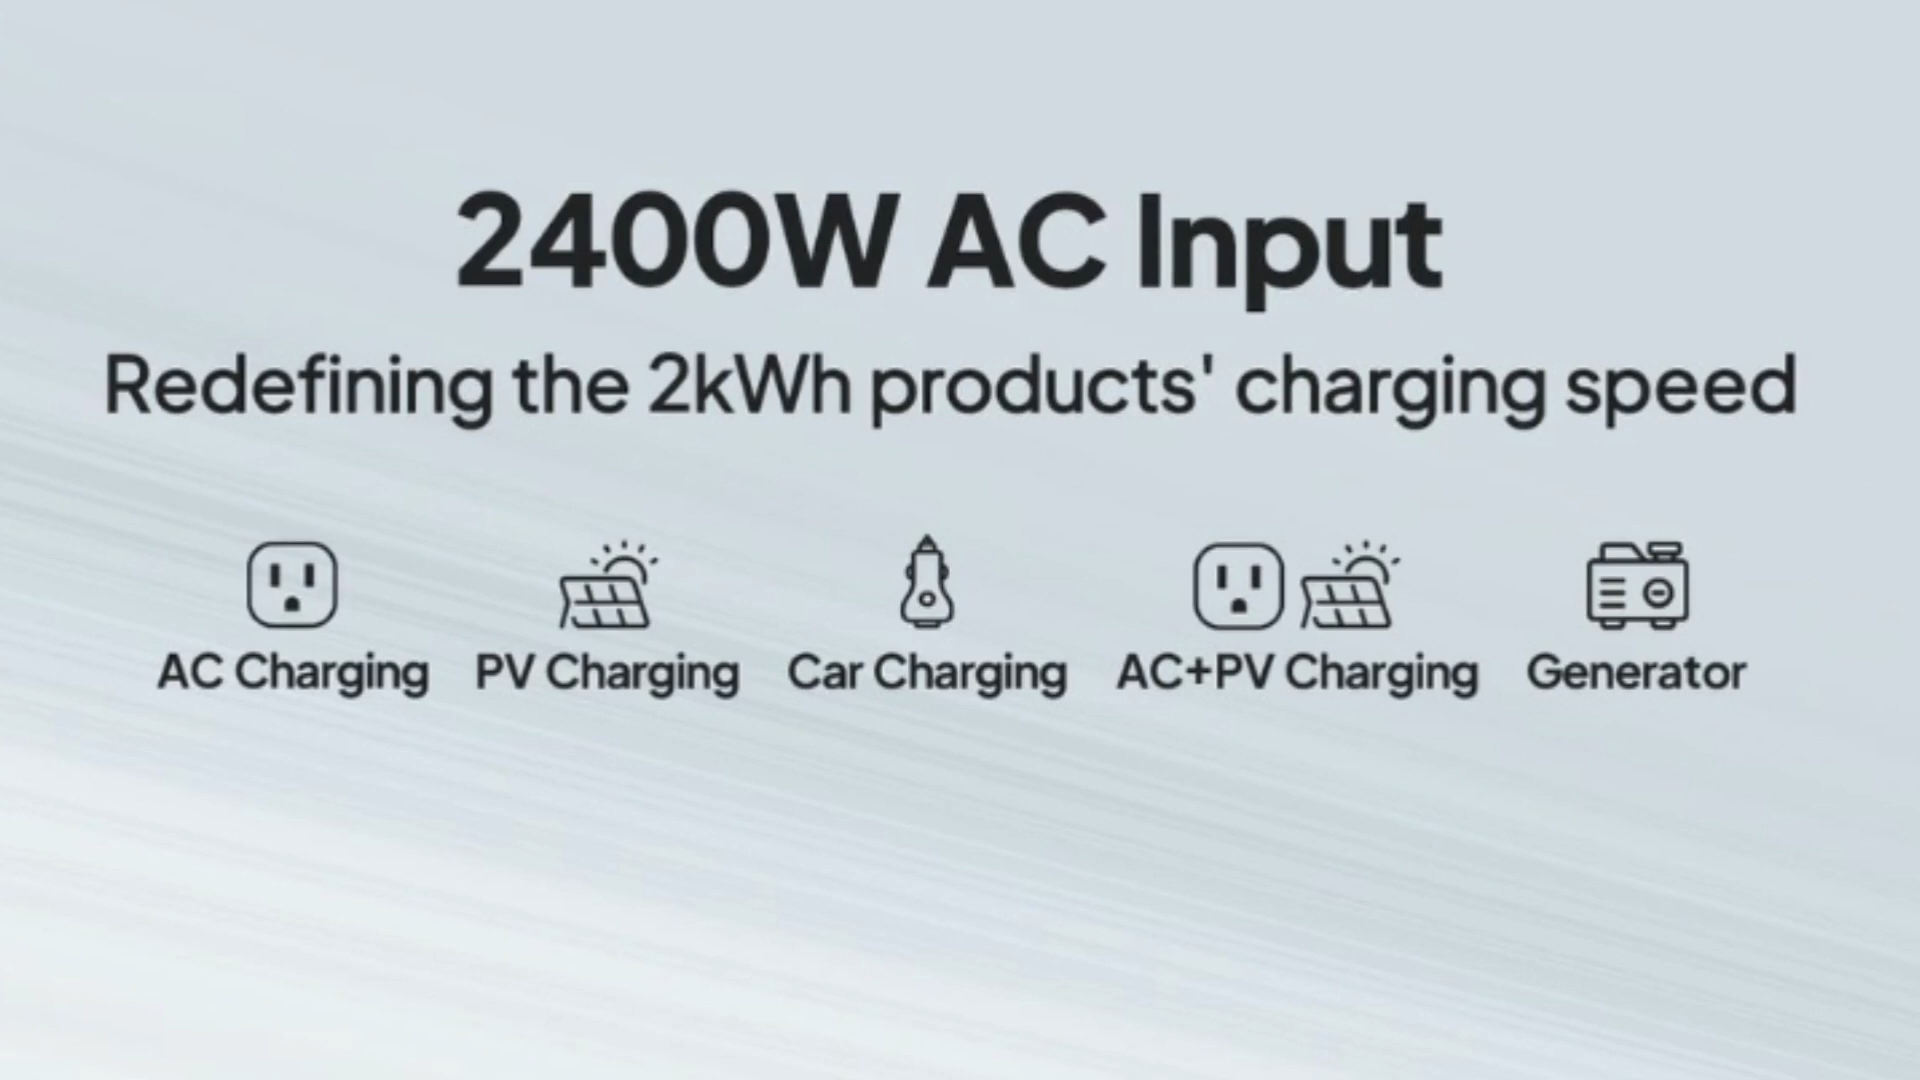 2400W AC Input
Redefining the 2kWh products' charging speed
AC Charging PV Charging Car Charging AC+PV Charging Generator